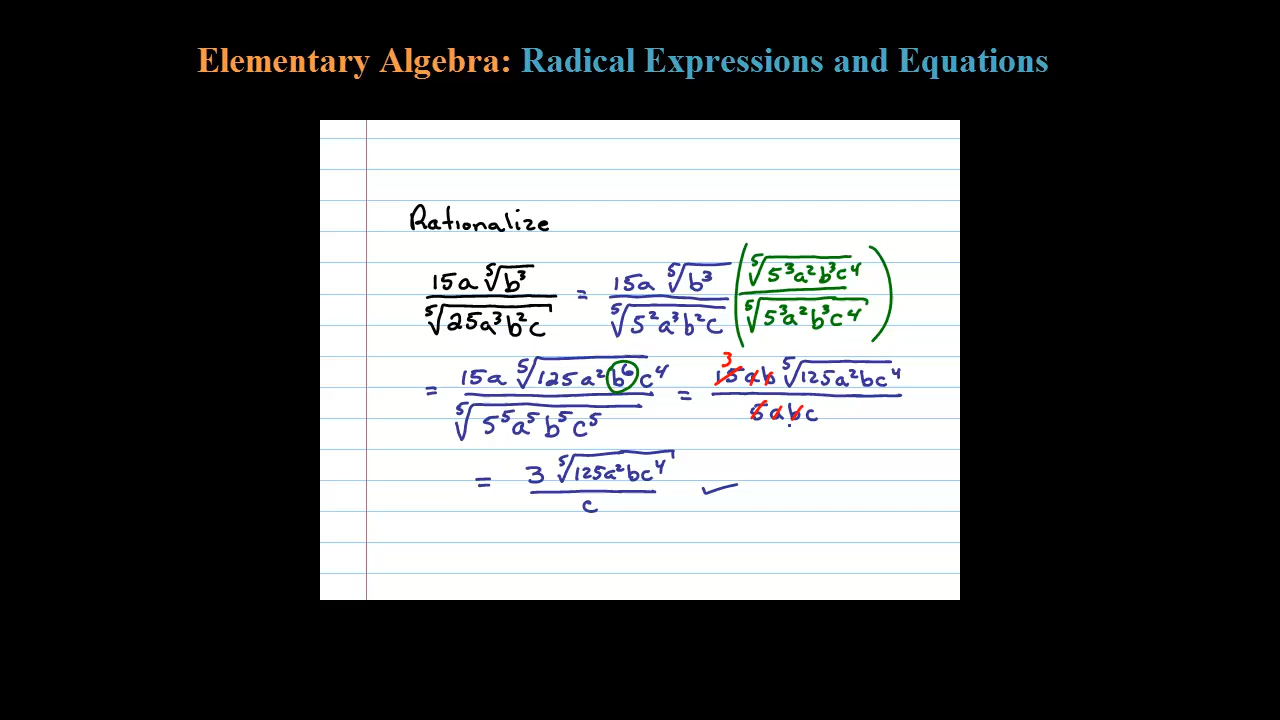 Elementary Algebra: Radical Expressions and Equations
Rationalize
15a ⁵√b³ / ⁵√25a³b²c = 15a ⁵√b³ / ⁵√5²a³b²c (⁵√5³a²b³c⁴ / ⁵√5³a²b³c⁴)
= 15a ⁵√125a²b⁶c⁴ / ⁵√5⁵a⁵b⁵c⁵ = 3 15ab ⁵√125a²bc⁴ / 5abc
= 3 ⁵√125a²bc⁴ / c ✓